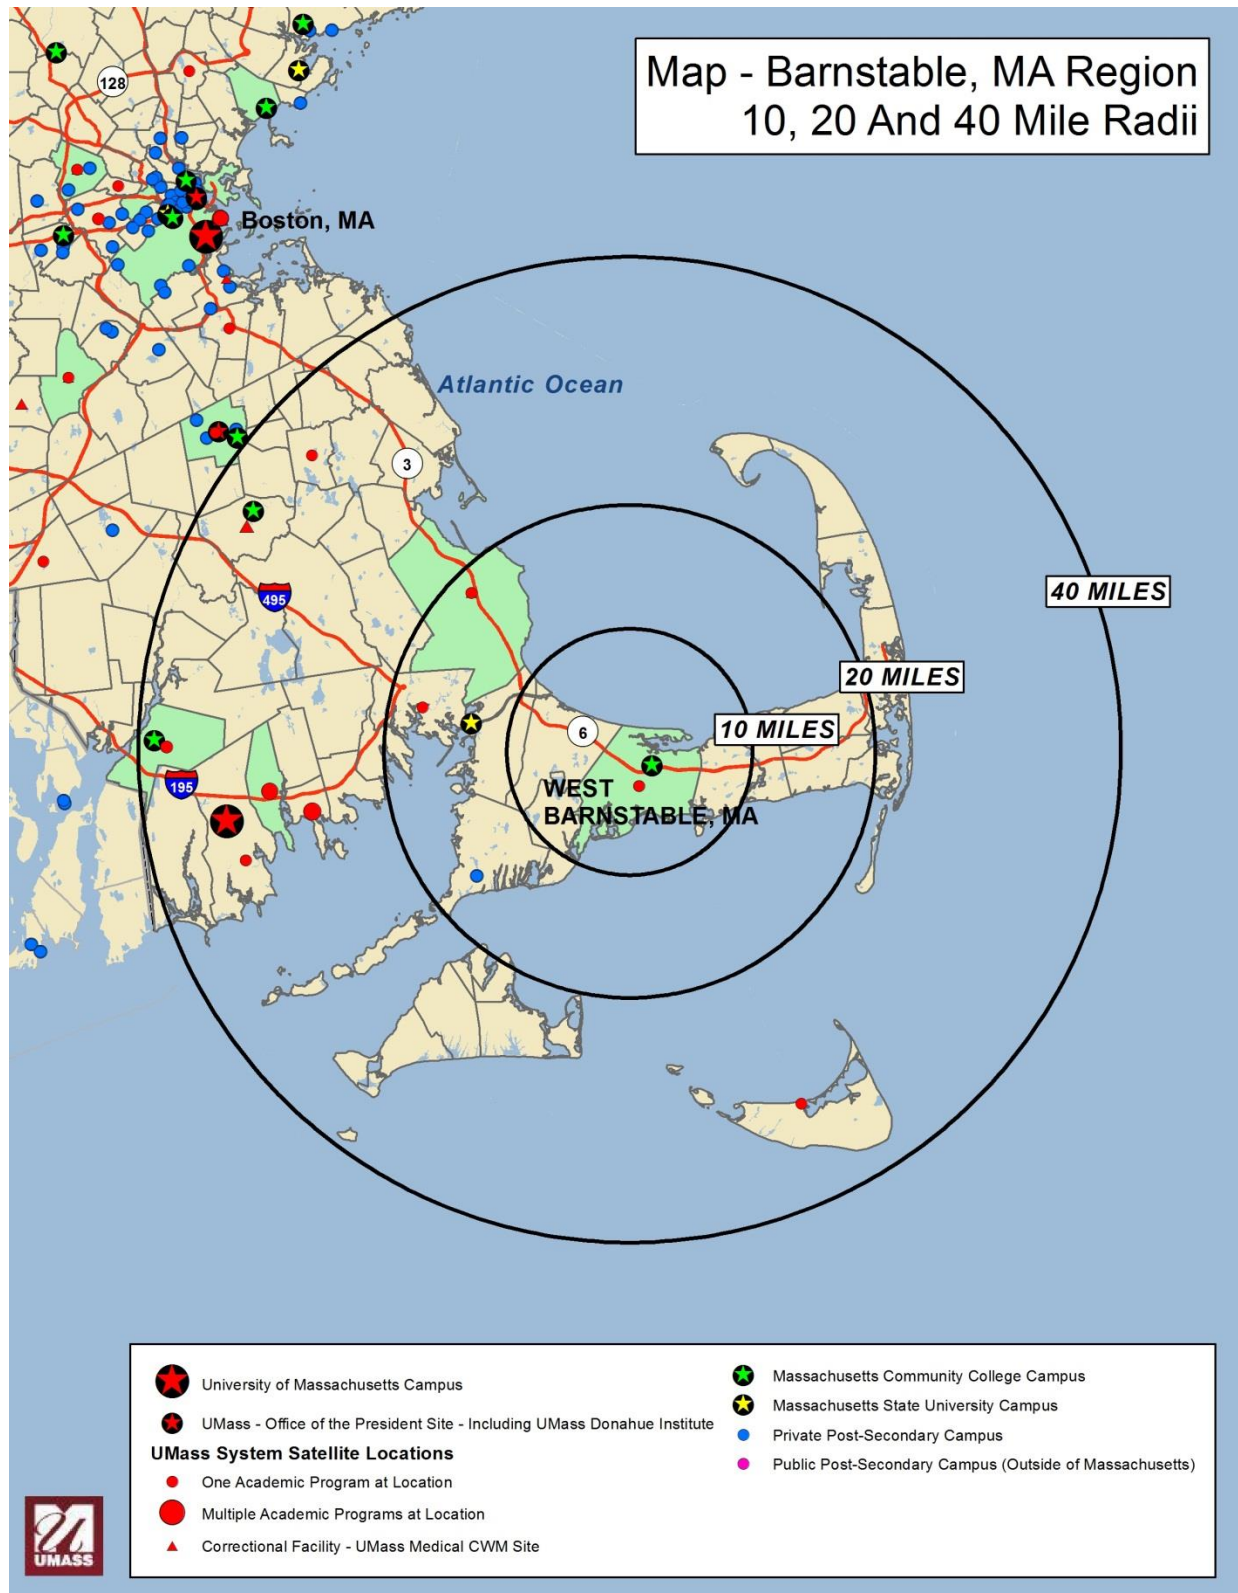 Map - Barnstable, MA Region
10, 20 And 40 Mile Radii
128
Boston, MA
Atlantic Ocean
3
495
40 MILES
20 MILES
10 MILES
6
195
WEST
BARNSTABLE, MA
University of Massachusetts Campus
UMass - Office of the President Site - Including UMass Donahue Institute
UMass System Satellite Locations
One Academic Program at Location
Multiple Academic Programs at Location
Correctional Facility - UMass Medical CWM Site
Massachusetts Community College Campus
Massachusetts State University Campus
Private Post-Secondary Campus
Public Post-Secondary Campus (Outside of Massachusetts)
UMASS